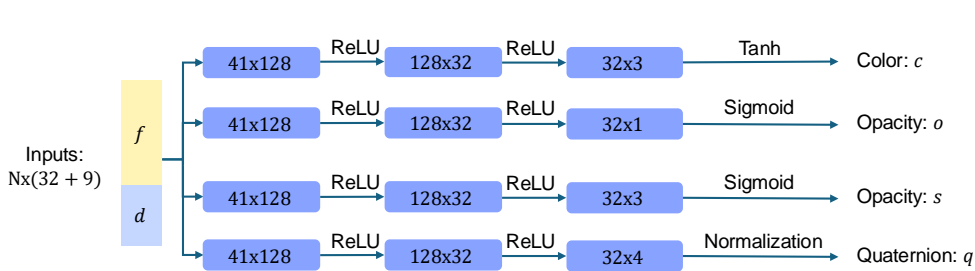 ReLU ReLU Tanh
41x128 128x32 32x3 Color: c
ReLU ReLU Sigmoid
f 41x128 128x32 32x1 Opacity: o
Inputs:
Nx(32 + 9)
ReLU ReLU Sigmoid
d 41x128 128x32 32x3 Opacity: s
ReLU ReLU Normalization
41x128 128x32 32x4 Quaternion: q